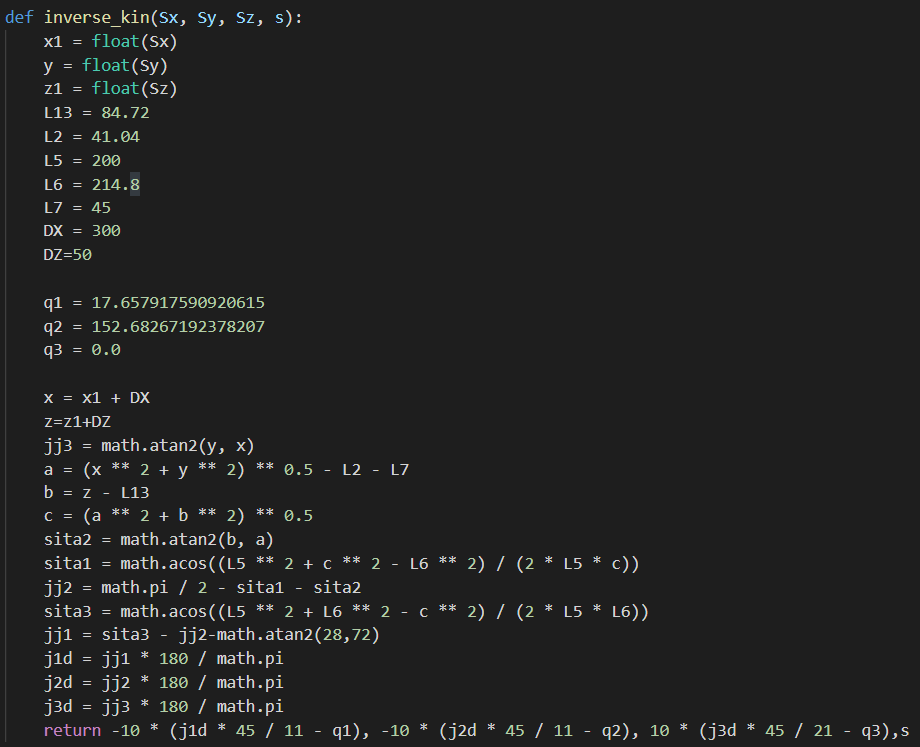 def inverse_kin(Sx, Sy, Sz, s):
    x1 = float(Sx)
    y = float(Sy)
    z1 = float(Sz)
    L13 = 84.72
    L2 = 41.04
    L5 = 200
    L6 = 214.8
    L7 = 45
    DX = 300
    DZ=50

    q1 = 17.657917590920615
    q2 = 152.68267192378207
    q3 = 0.0

    x = x1 + DX
    z=z1+DZ
    jj3 = math.atan2(y, x)
    a = (x ** 2 + y ** 2) ** 0.5 - L2 - L7
    b = z - L13
    c = (a ** 2 + b ** 2) ** 0.5
    sita2 = math.atan2(b, a)
    sita1 = math.acos((L5 ** 2 + c ** 2 - L6 ** 2) / (2 * L5 * c))
    jj2 = math.pi / 2 - sita1 - sita2
    sita3 = math.acos((L5 ** 2 + L6 ** 2 - c ** 2) / (2 * L5 * L6))
    jj1 = sita3 - jj2-math.atan2(28,72)
    j1d = jj1 * 180 / math.pi
    j2d = jj2 * 180 / math.pi
    j3d = jj3 * 180 / math.pi
    return -10 * (j1d * 45 / 11 - q1), -10 * (j2d * 45 / 11 - q2), 10 * (j3d * 45 / 21 - q3),s